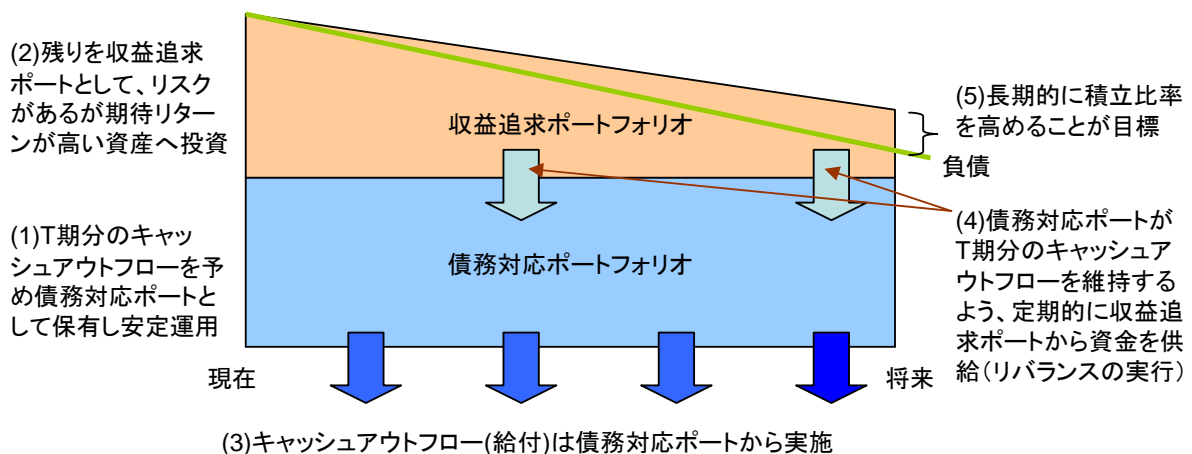 (2)残りを収益追求
ポートとして、リスク
があるが期待リター
ンが高い資産へ投資
収益追求ポートフォリオ
(5)長期的に積立比率
を高めることが目標
負債
(1)T期分のキャッ
シュアウトフローを予
め債務対応ポートと
して保有し安定運用
債務対応ポートフォリオ
(4)債務対応ポートが
T期分のキャッシュア
ウトフローを維持する
よう、定期的に収益追
求ポートから資金を供
給(リバランスの実行)
現在
将来
(3)キャッシュアウトフロー(給付)は債務対応ポートから実施